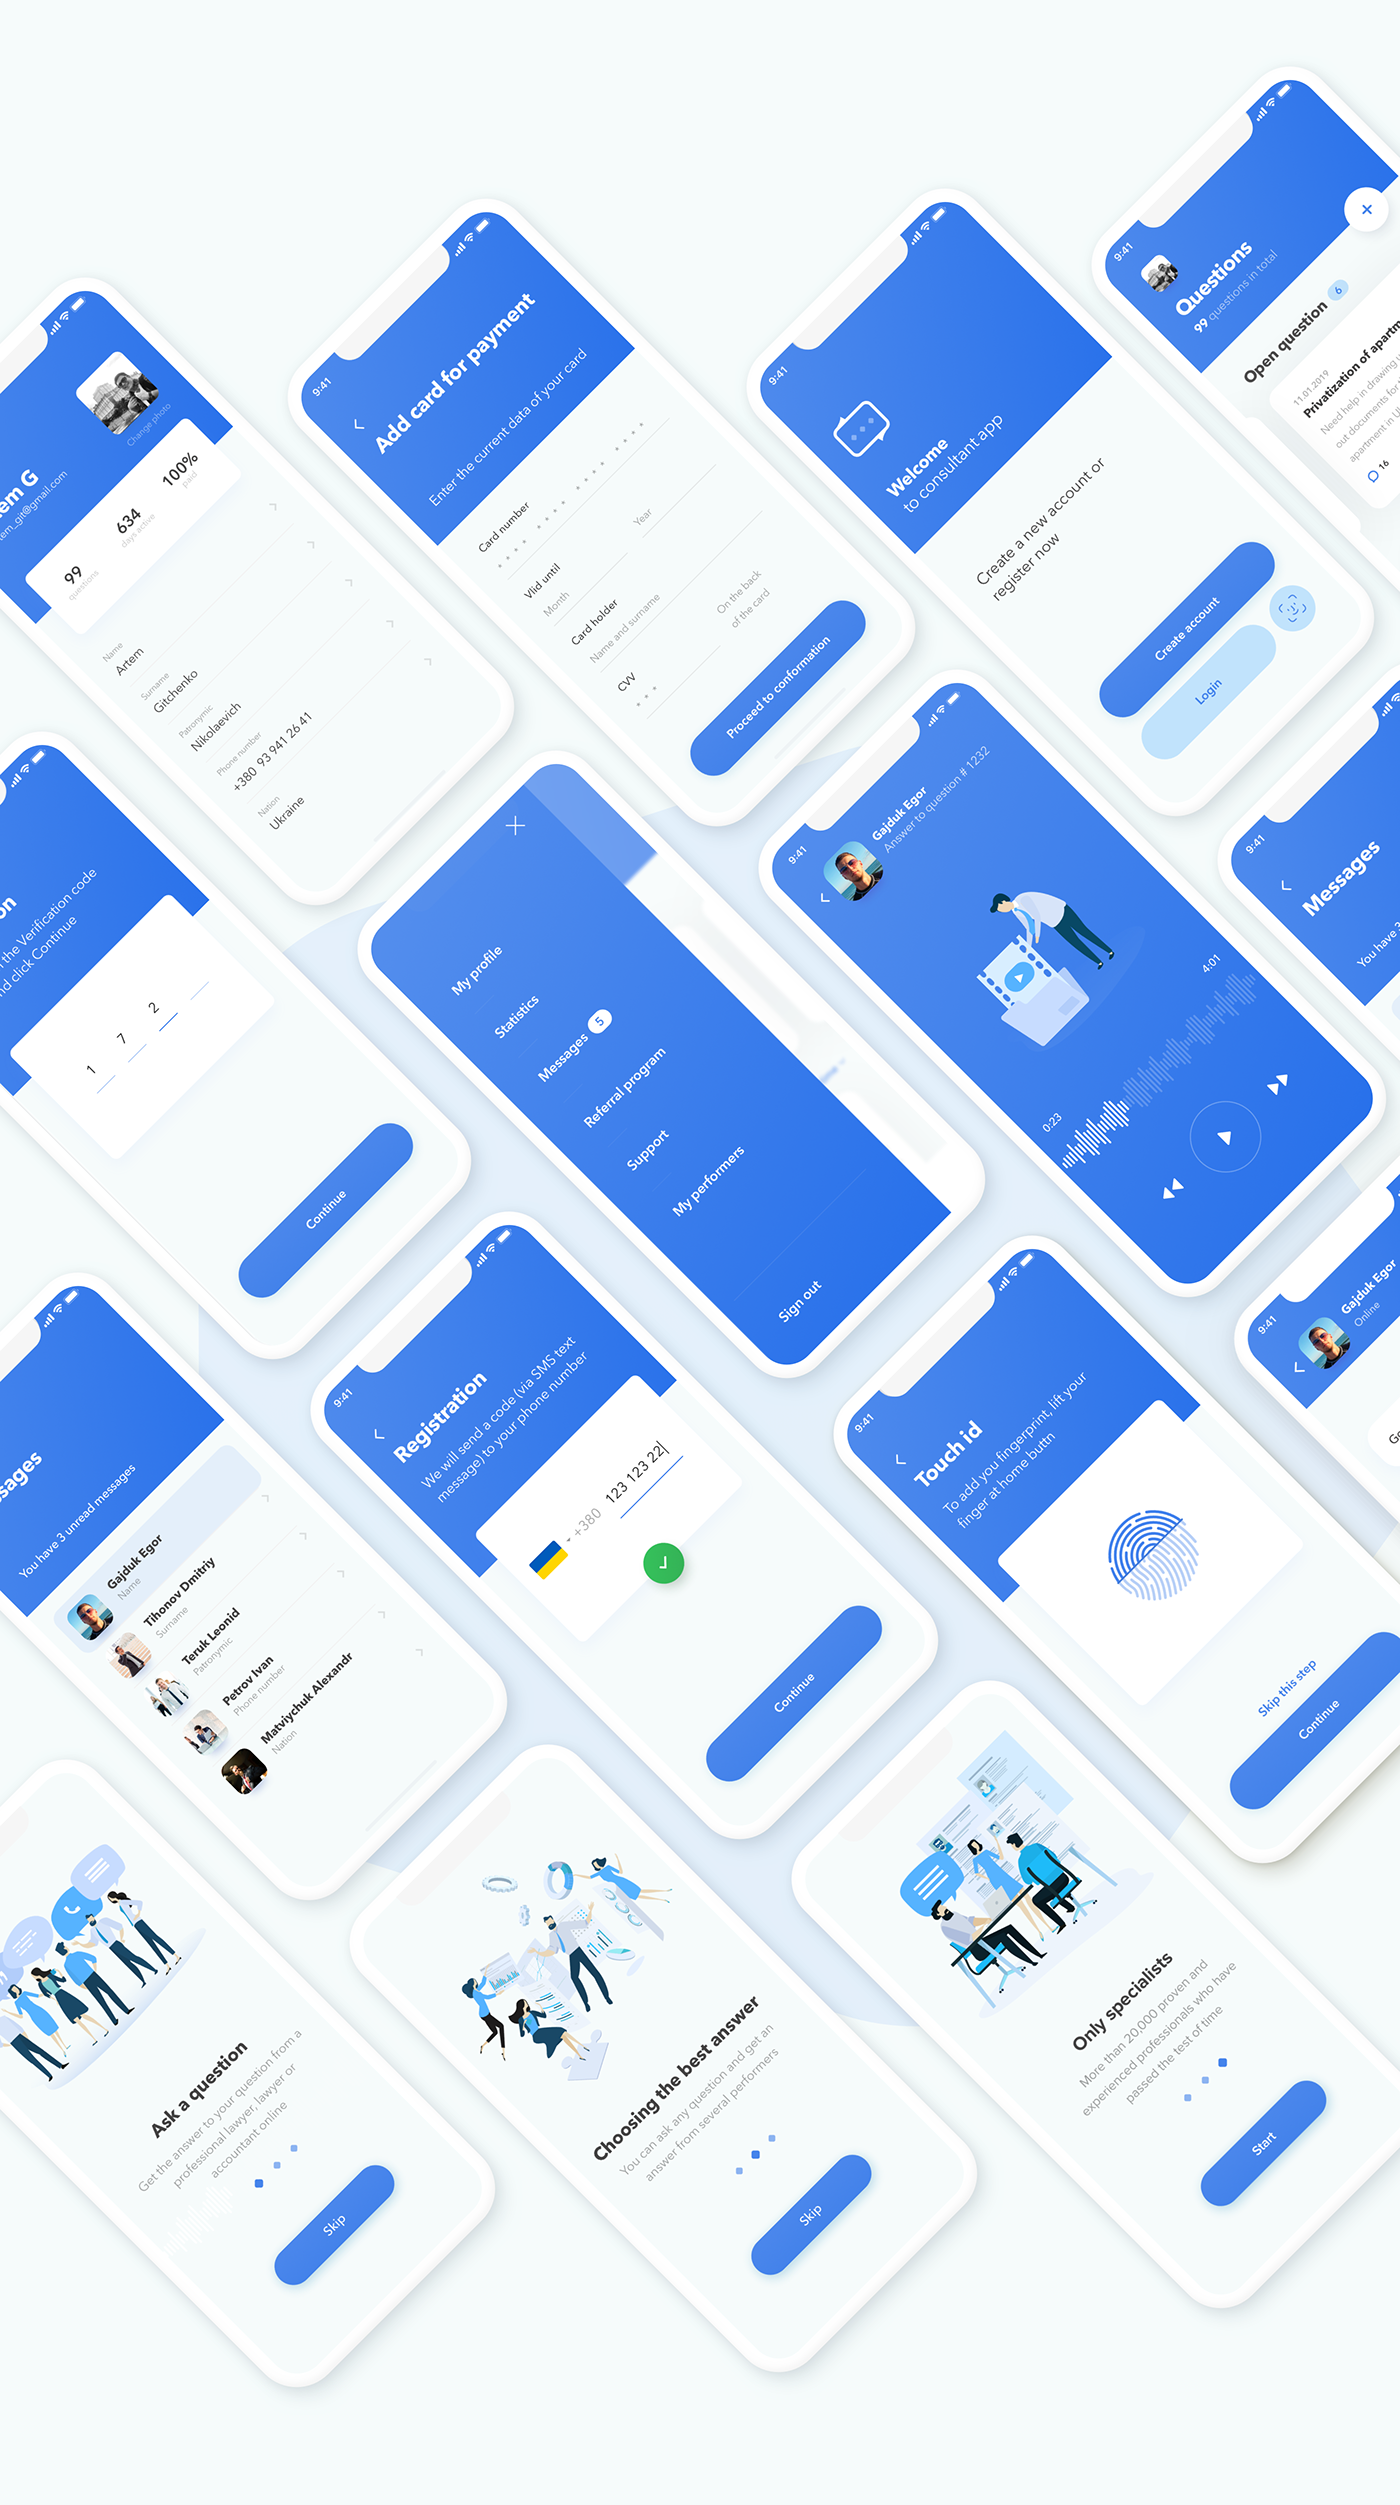 9:41
Questions
99 questions in total
Open question 6
11.01.2019
Privatization of apartm
Need help in drawing u
out documents for t
apartment in U
16
9:41
Add card for payment
Enter the current data of your card
Card number
Vlid until
Month
Year
Card holder
Name and surname
CVV
On the back
of the card
Proceed to conformation
9:41
Welcome
to consultant app
Create a new account or
register now
Create account
Login
em G
tem_git@gmail.com
Change photo
99
questions
634
days active
100%
paid
Name
Artem
Surname
Gitchenko
Patronymic
Nikolaevich
Phone number
+380 93 941 26 41
Nation
Ukraine
on
the Verification code
nd click Continue
1 7 2
Continue
My profile
Statistics
Messages 5
Referral program
Support
My performers
Sign out
9:41
Gajduk Egor
Answer to question # 1232
0:23
4:01
9:41
Messages
You have 3
ssages
You have 3 unread messages
Gajduk Egor
Name
Tihonov Dmitriy
Surname
Teruk Leonid
Patronymic
Petrov Ivan
Phone number
Matviychuk Alexandr
Nation
9:41
Registration
We will send a code (via SMS text
message) to your phone number
+380 123 123 22
Continue
9:41
Touch id
To add you fingerprint, lift your
finger at home buttn
Skip this step
Continue
9:41
Gajduk Egor
Online
Go
Ask a question
Get the answer to your question from a
professional lawyer, lawyer or
accountant online
Skip
Choosing the best answer
You can ask any question and get an
answer from several performers
Skip
Only specialists
More than 20,000 proven and
experienced professionals who have
passed the test of time
Start